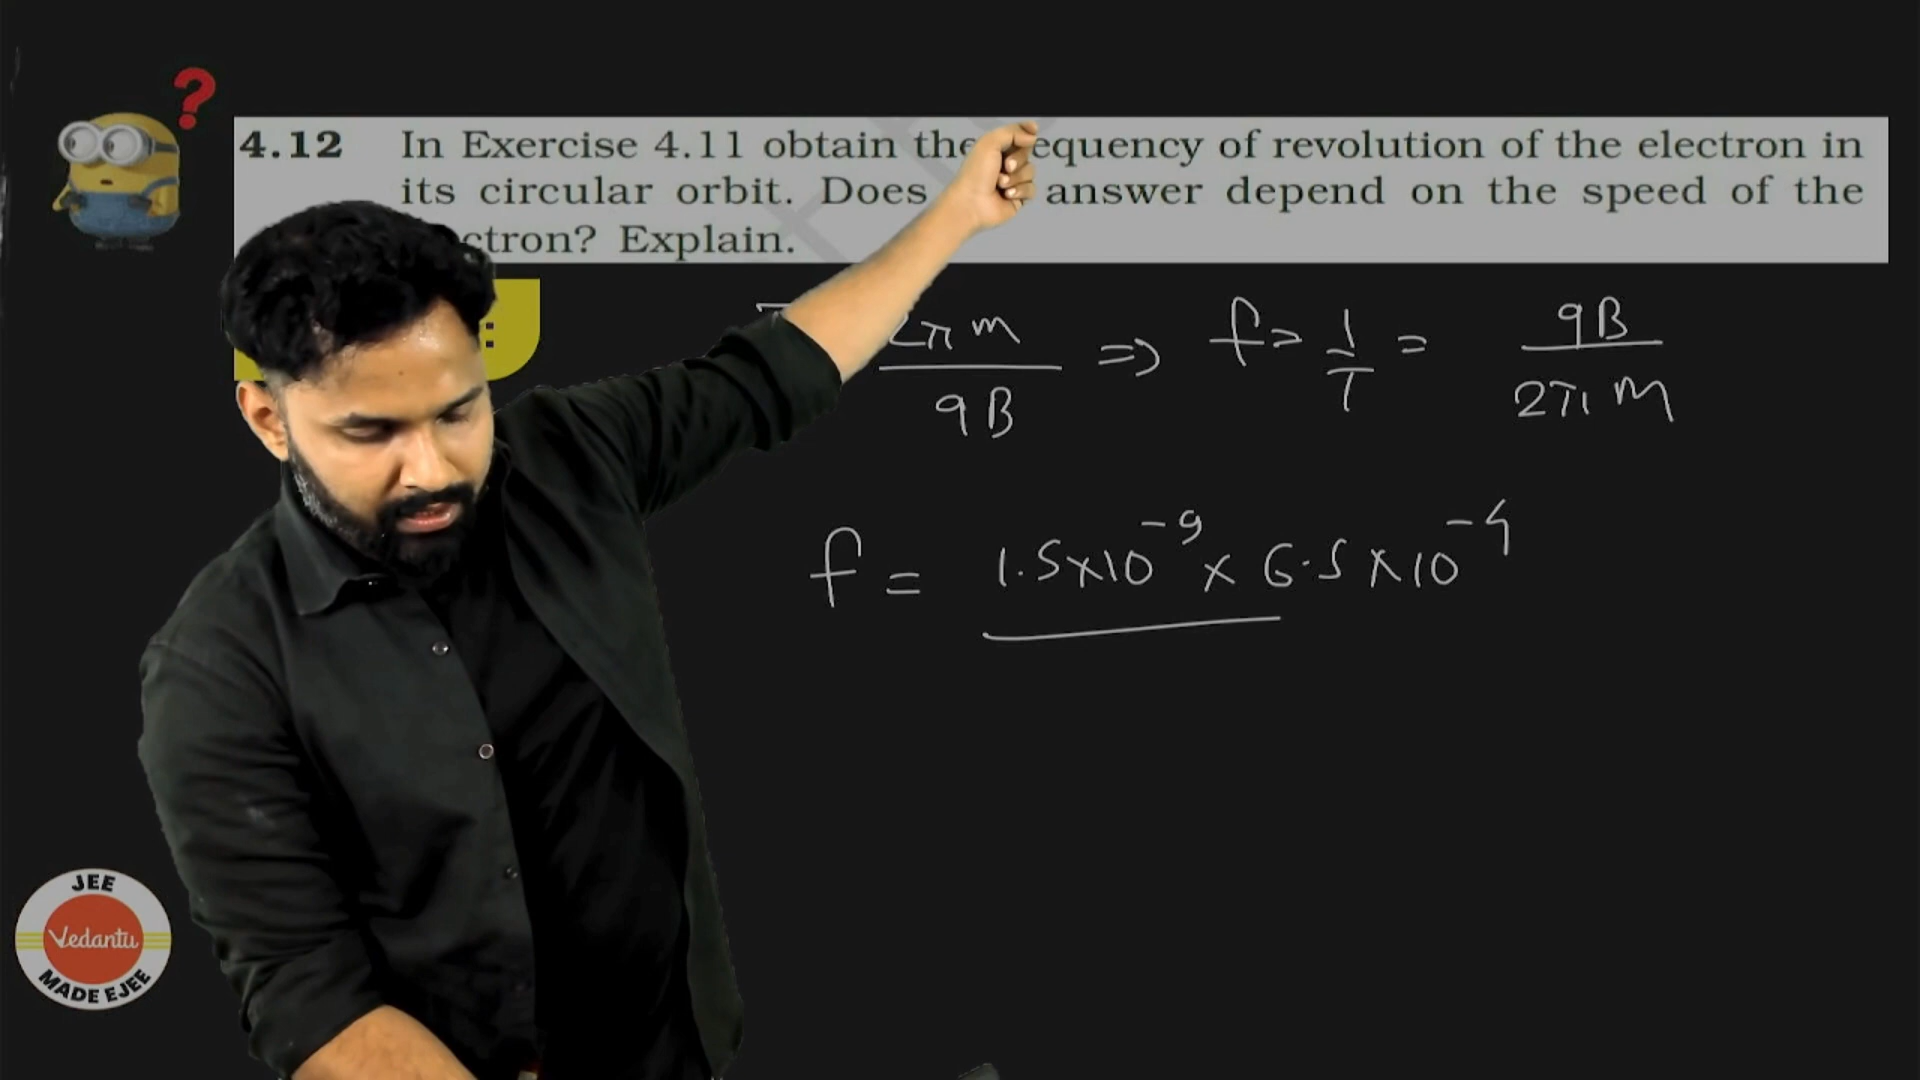 4.12 In Exercise 4.11 obtain the equency of revolution of the electron in
its circular orbit. Does answer depend on the speed of the
ctron? Explain.
:
2π m / qB => f = 1/T = qB / 2π m
f = 1.5×10⁻⁹ × 6.5 ×10⁻⁴
JEE
Vedantu
MADE EJEE